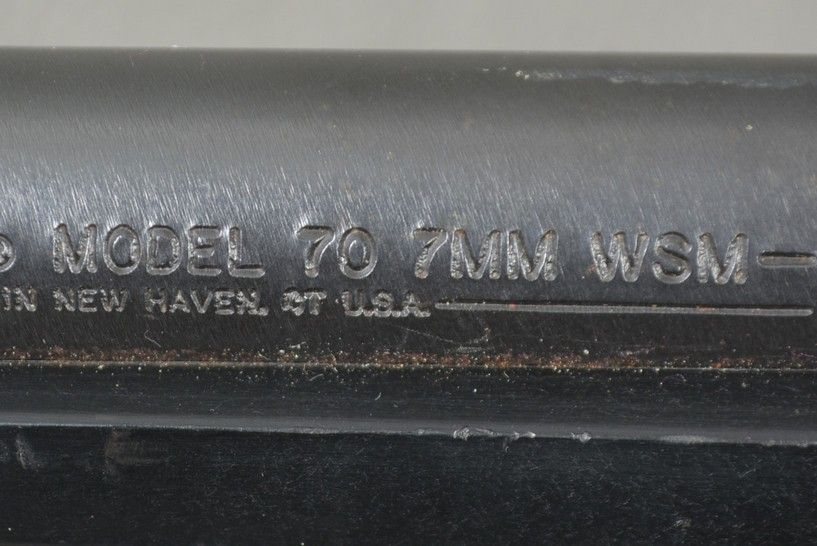 ® MODEL 70 7MM WSM—
IN NEW HAVEN, CT U.S.A.